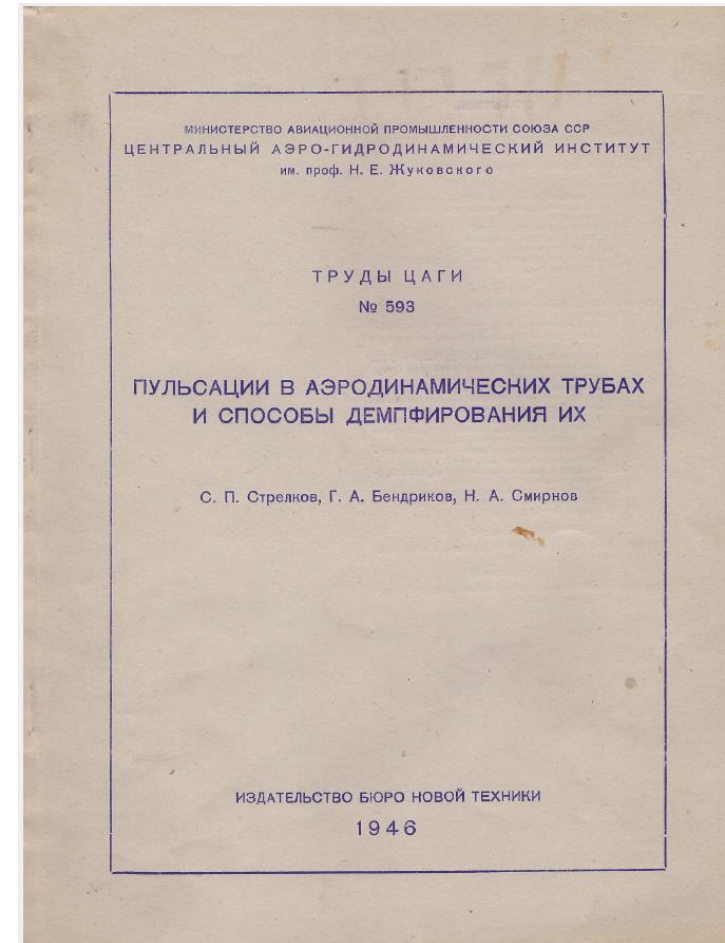 МИНИСТЕРСТВО АВИАЦИОННОЙ ПРОМЫШЛЕННОСТИ СОЮЗА ССР
ЦЕНТРАЛЬНЫЙ АЭРО-ГИДРОДИНАМИЧЕСКИЙ ИНСТИТУТ
им. проф. Н. Е. Жуковского
ТРУДЫ ЦАГИ
№ 593
ПУЛЬСАЦИИ В АЭРОДИНАМИЧЕСКИХ ТРУБАХ
И СПОСОБЫ ДЕМПФИРОВАНИЯ ИХ
С. П. Стрелков, Г. А. Бендриков, Н. А. Смирнов
ИЗДАТЕЛЬСТВО БЮРО НОВОЙ ТЕХНИКИ
1946